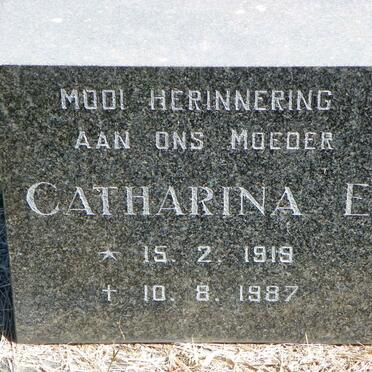 MOOI HERINNERING
AAN ONS MOEDER
CATHARINA E
* 15. 2. 1919
† 10. 8. 1987